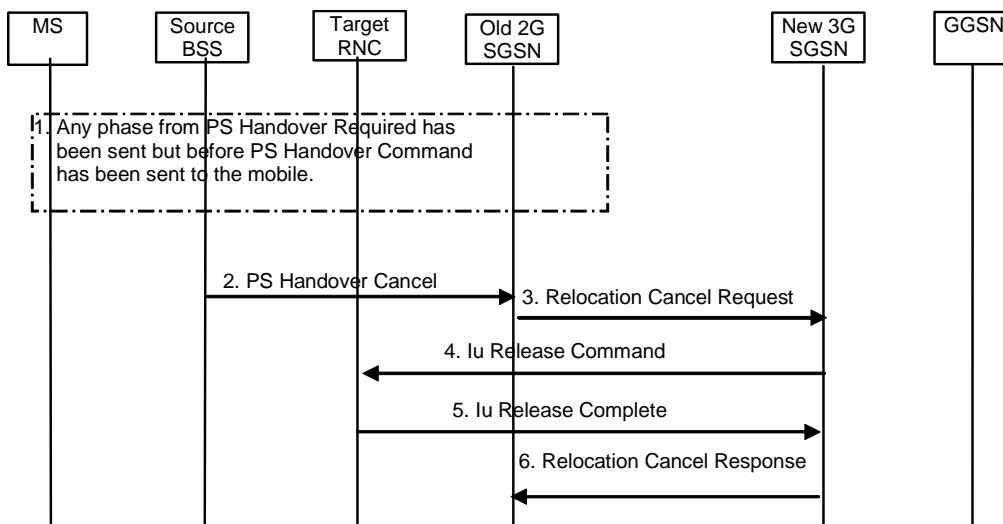 MS
Source
BSS
Target
RNC
Old 2G
SGSN
New 3G
SGSN
GGSN
1. Any phase from PS Handover Required has
been sent but before PS Handover Command
has been sent to the mobile.
2. PS Handover Cancel
3. Relocation Cancel Request
4. Iu Release Command
5. Iu Release Complete
6. Relocation Cancel Response